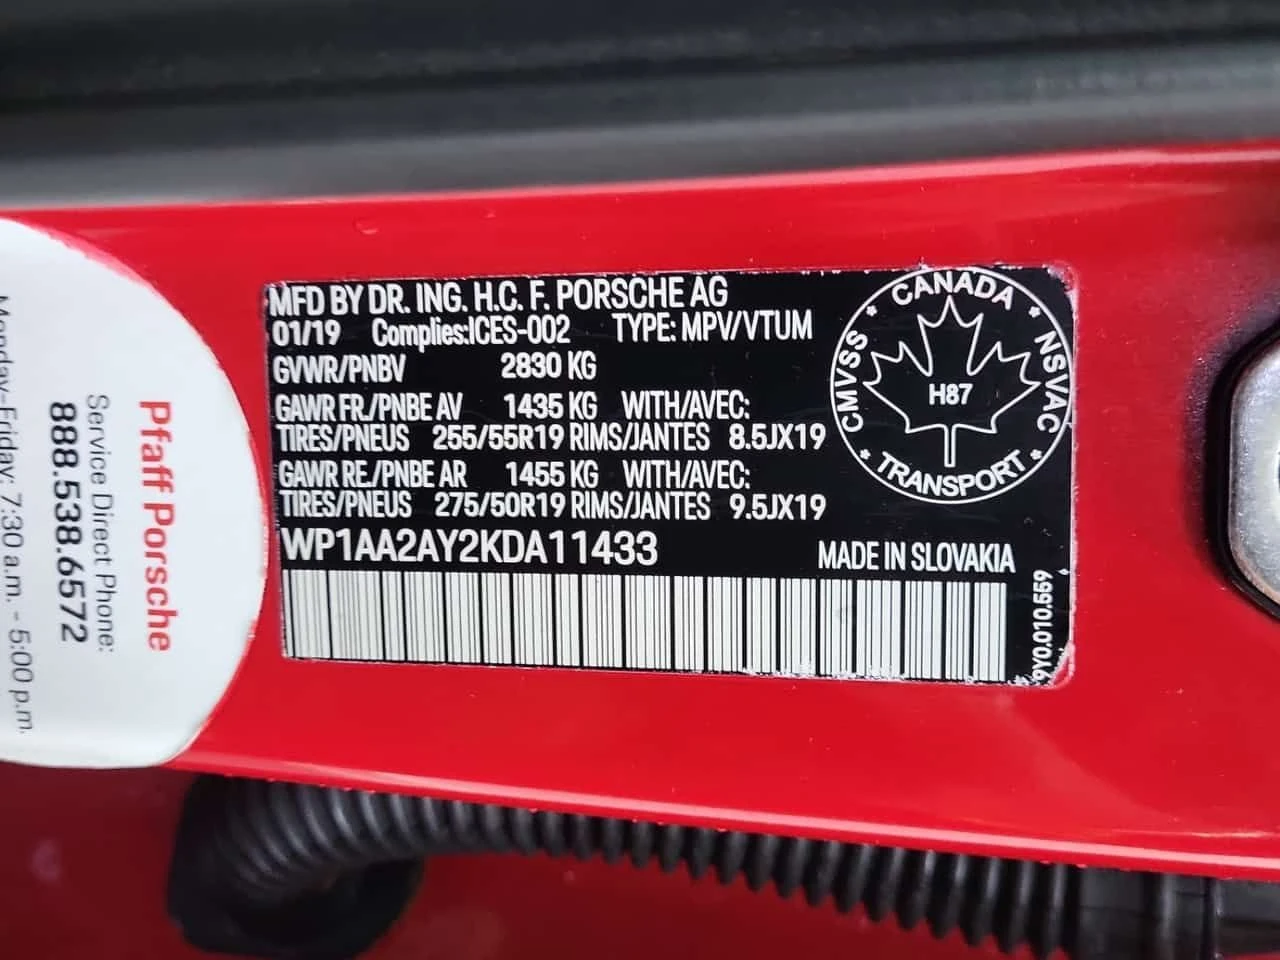 MFD BY DR. ING. H.C. F. PORSCHE AG
01/19 Complies:ICES-002 TYPE: MPV/VTUM
GVWR/PNBV 2830 KG
GAWR FR./PNBE AV 1435 KG WITH/AVEC:
TIRES/PNEUS 255/55R19 RIMS/JANTES 8.5JX19
GAWR RE./PNBE AR 1455 KG WITH/AVEC:
TIRES/PNEUS 275/50R19 RIMS/JANTES 9.5JX19
WP1AA2AY2KDA11433 MADE IN SLOVAKIA
9Y0.010.559
CANADA
CMVSS * NSVAC
H87
* TRANSPORT *
Pfaff Porsche
Service Direct Phone:
888.538.6572
Monday-Friday: 7:30 a.m. - 5:00 p.m.